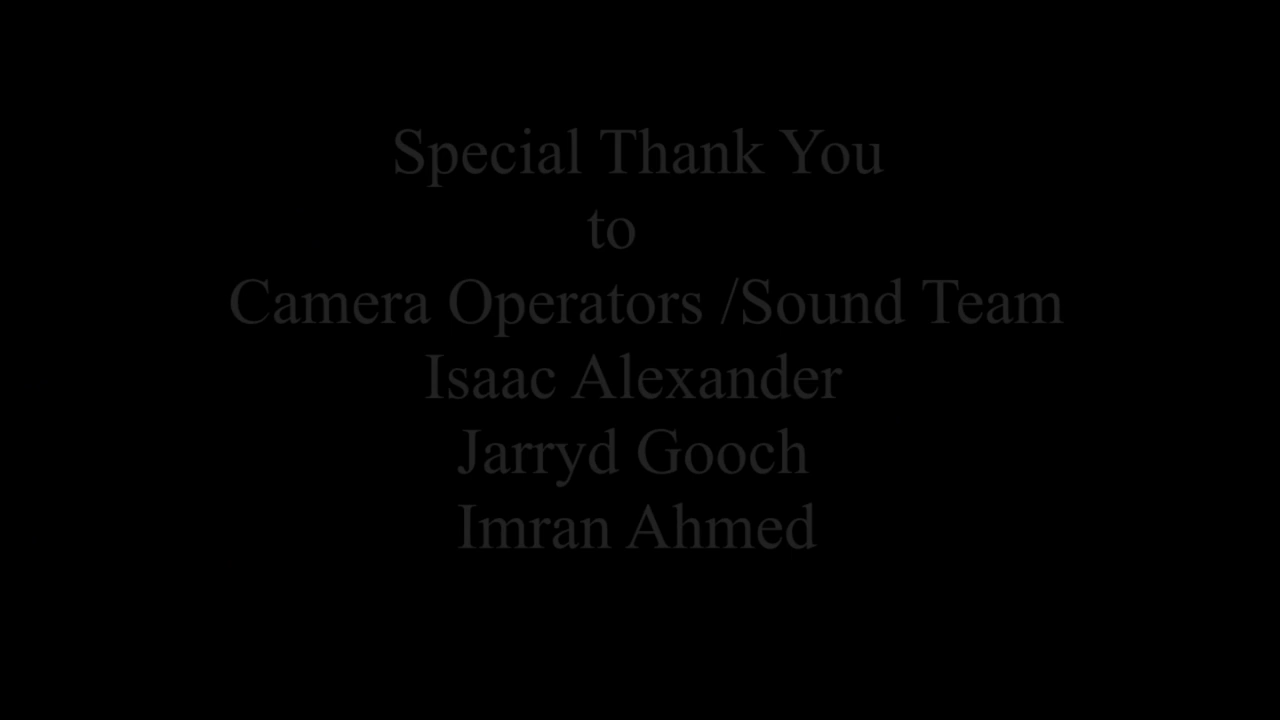 Special Thank You
to
Camera Operators /Sound Team
Isaac Alexander
Jarryd Gooch
Imran Ahmed